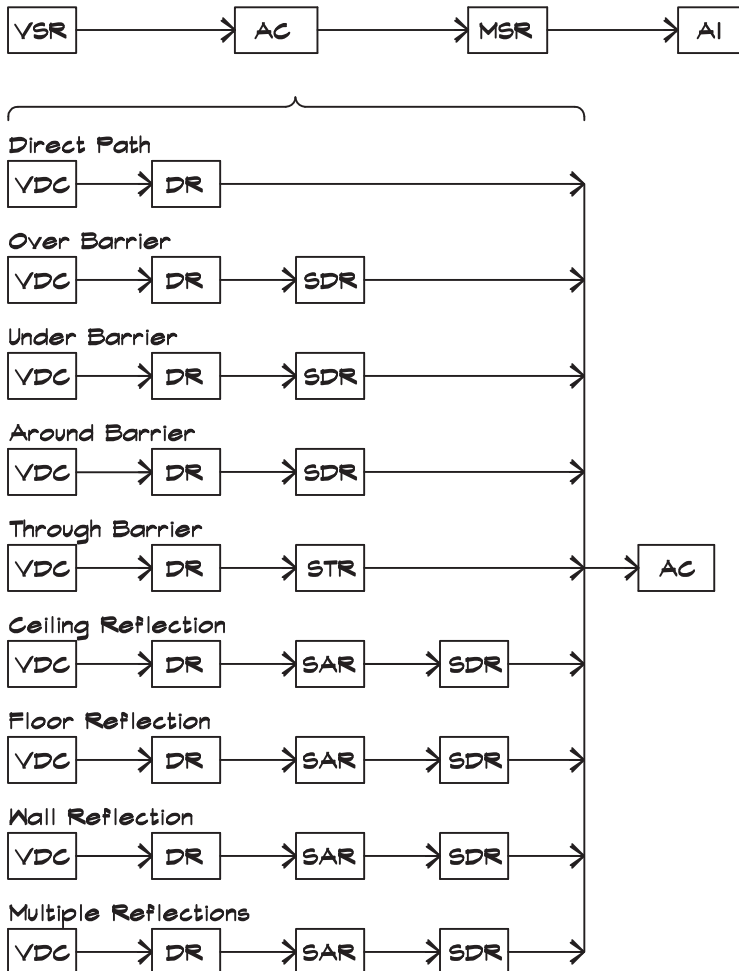 VSR AC MSR AI
Direct Path
VDC DR
Over Barrier
VDC DR SDR
Under Barrier
VDC DR SDR
Around Barrier
VDC DR SDR
Through Barrier
VDC DR STR AC
Ceiling Reflection
VDC DR SAR SDR
Floor Reflection
VDC DR SAR SDR
Wall Reflection
VDC DR SAR SDR
Multiple Reflections
VDC DR SAR SDR